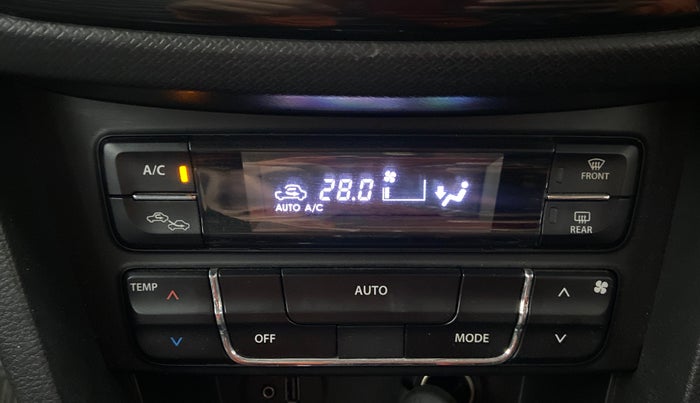 A/C
28.0
AUTO A/C
FRONT
REAR
TEMP
AUTO
OFF
MODE